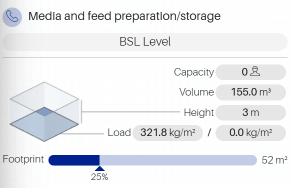 Media and feed preparation/storage
BSL Level
Capacity 0
Volume 155.0 m³
Height 3 m
Load 321.8 kg/m² / 0.0 kg/m²
Footprint 52 m²
25%